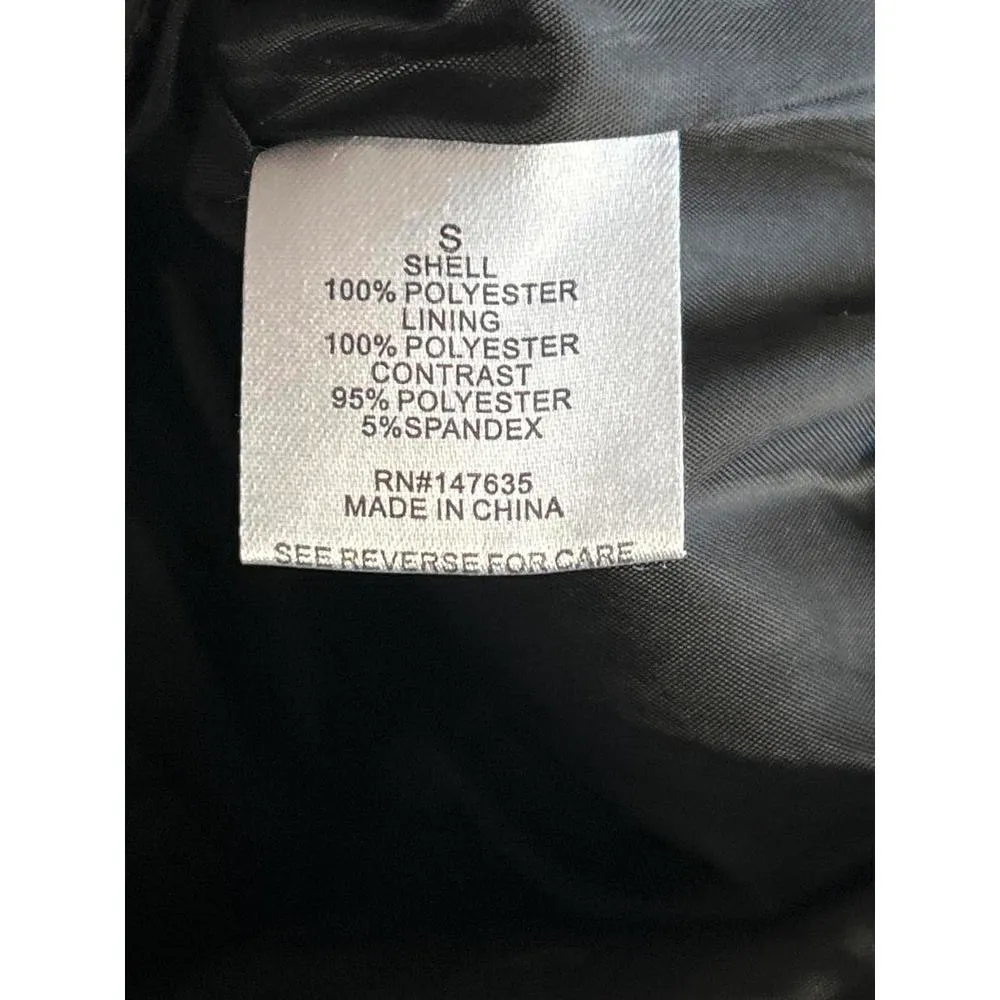 S
SHELL
100% POLYESTER
LINING
100% POLYESTER
CONTRAST
95% POLYESTER
5%SPANDEX
RN#147635
MADE IN CHINA
SEE REVERSE FOR CARE